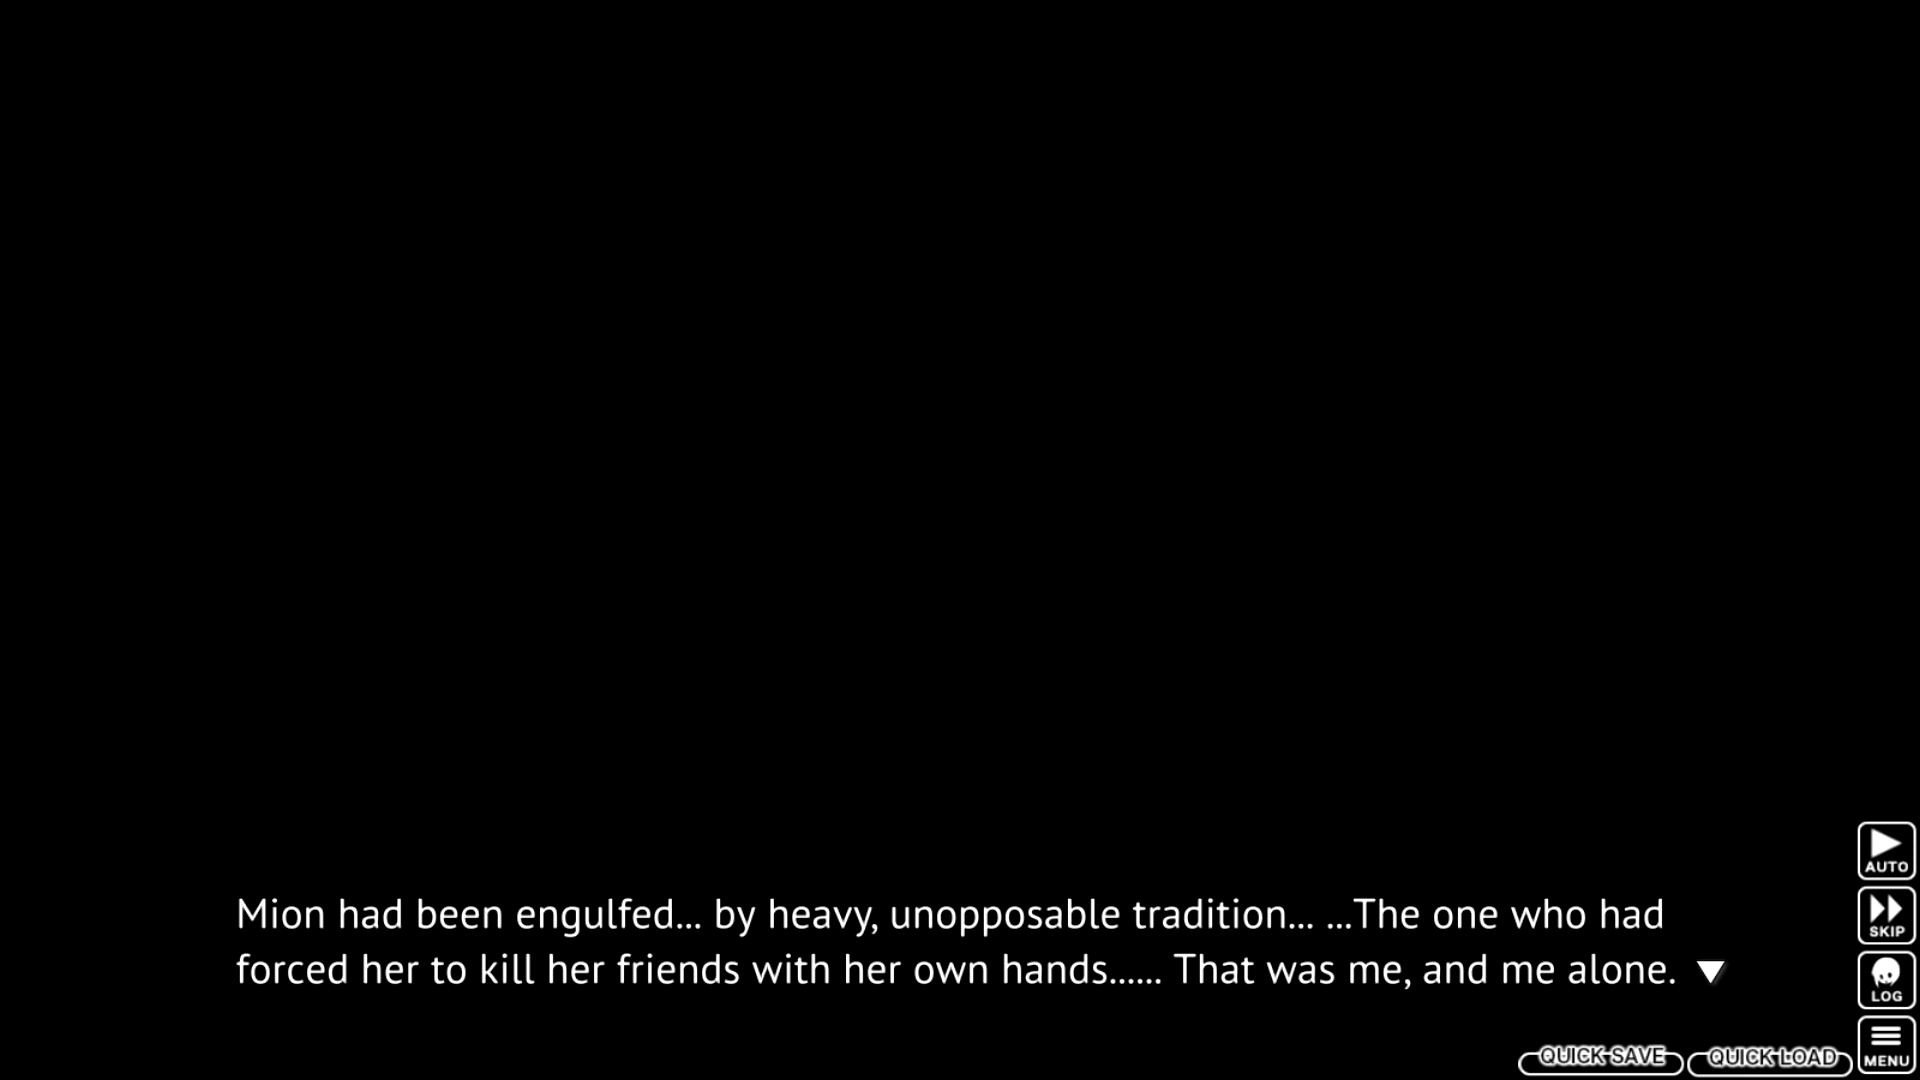 Mion had been engulfed... by heavy, unopposable tradition... ...The one who had
forced her to kill her friends with her own hands...... That was me, and me alone.
AUTO
SKIP
LOG
MENU
QUICK SAVE
QUICK LOAD